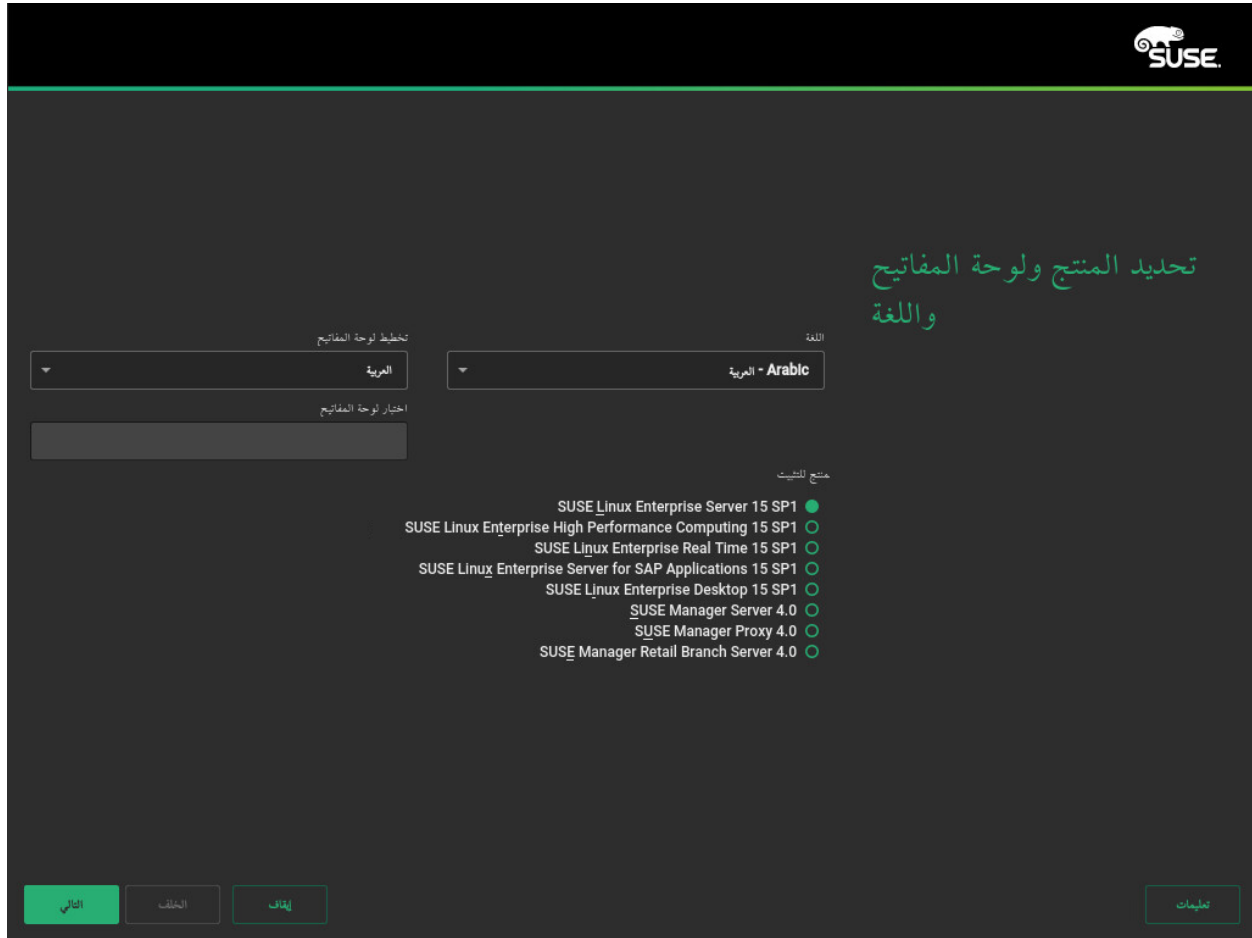 SUSE.
تحديد المنتج ولوحة المفاتيح
واللغة
اللغة
Arabic - العربية
تخطيط لوحة المفاتيح
العربية
اختبار لوحة المفاتيح
منتج للتثبيت
SUSE Linux Enterprise Server 15 SP1
SUSE Linux Enterprise High Performance Computing 15 SP1
SUSE Linux Enterprise Real Time 15 SP1
SUSE Linux Enterprise Server for SAP Applications 15 SP1
SUSE Linux Enterprise Desktop 15 SP1
SUSE Manager Server 4.0
SUSE Manager Proxy 4.0
SUSE Manager Retail Branch Server 4.0
تعليمات
إيقاف
الخلف
التالي